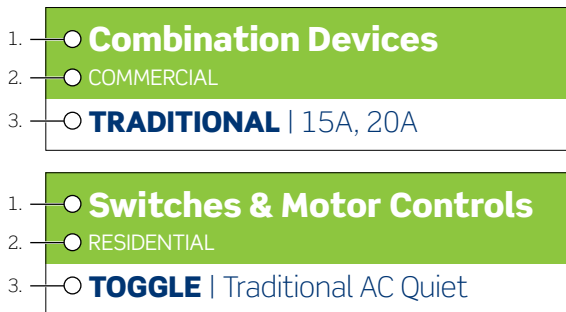 1. Combination Devices
2. COMMERCIAL
3. TRADITIONAL | 15A, 20A
1. Switches & Motor Controls
2. RESIDENTIAL
3. TOGGLE | Traditional AC Quiet